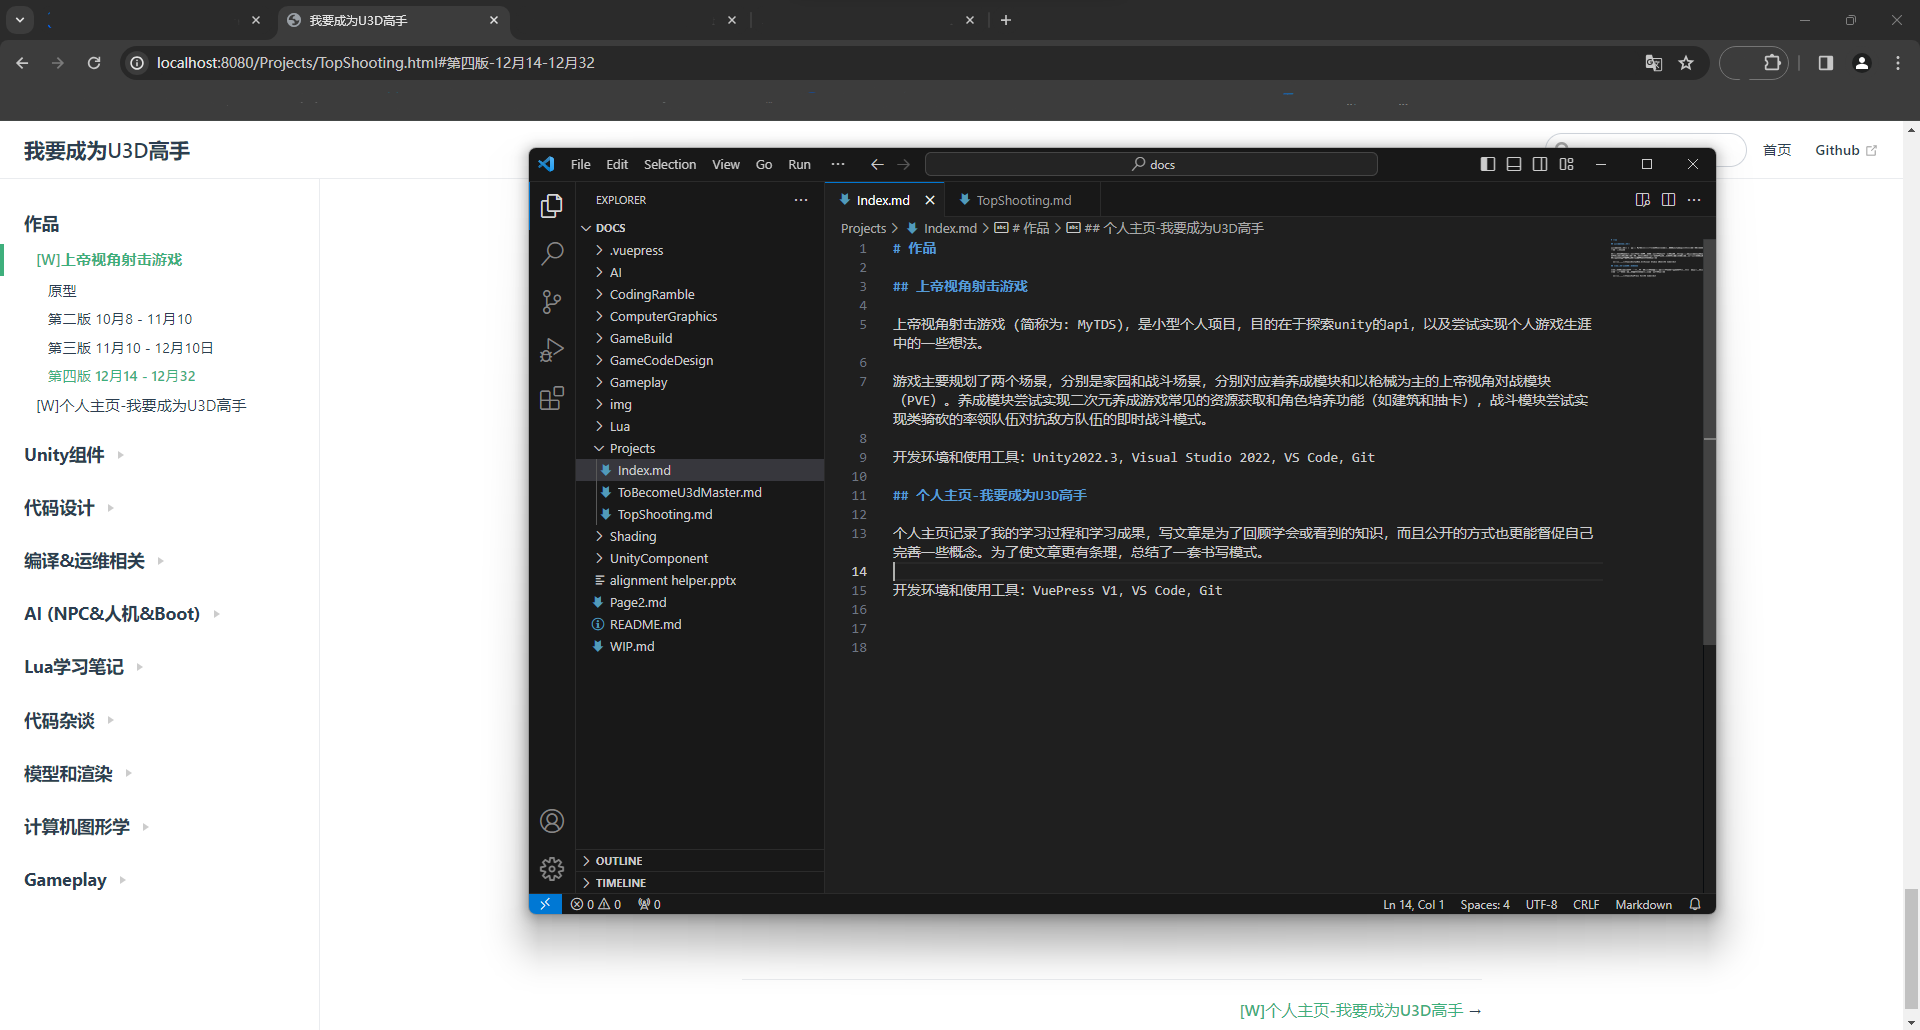 我要成为U3D高手
localhost:8080/Projects/TopShooting.html#第四版-12月14-12月32
我要成为U3D高手
首页
Github
作品
[W]上帝视角射击游戏
原型
第二版 10月8 - 11月10
第三版 11月10 - 12月10日
第四版 12月14 - 12月32
[W]个人主页-我要成为U3D高手
Unity组件
代码设计
编译&运维相关
AI (NPC&人机&Boot)
Lua学习笔记
代码杂谈
模型和渲染
计算机图形学
Gameplay
File Edit Selection View Go Run ···
docs
EXPLORER
DOCS
.vuepress
AI
CodingRamble
ComputerGraphics
GameBuild
GameCodeDesign
Gameplay
img
Lua
Projects
Index.md
ToBecomeU3dMaster.md
TopShooting.md
Shading
UnityComponent
alignment helper.pptx
Page2.md
README.md
WIP.md
OUTLINE
TIMELINE
Index.md
TopShooting.md
Projects > Index.md > # 作品 > ## 个人主页-我要成为U3D高手
1 # 作品
2
3 ## 上帝视角射击游戏
4
5 上帝视角射击游戏（简称为：MyTDS），是小型个人项目，目的在于探索unity的api，以及尝试实现个人游戏生涯
中的一些想法。
6
7 游戏主要规划了两个场景，分别是家园和战斗场景，分别对应着养成模块和以枪械为主的上帝视角对战模块
（PVE）。养成模块尝试实现二次元养成游戏常见的资源获取和角色培养功能（如建筑和抽卡），战斗模块尝试实
现类骑砍的率领队伍对抗敌方队伍的即时战斗模式。
8
9 开发环境和使用工具：Unity2022.3，Visual Studio 2022，VS Code，Git
10
11 ## 个人主页-我要成为U3D高手
12
13 个人主页记录了我的学习过程和学习成果，写文章是为了回顾学会或看到的知识，而且公开的方式也更能督促自己
完善一些概念。为了使文章更有条理，总结了一套书写模式。
14
15 开发环境和使用工具：VuePress V1，VS Code，Git
16
17
18
0 0 0
Ln 14, Col 1 Spaces: 4 UTF-8 CRLF Markdown
[W]个人主页-我要成为U3D高手 →